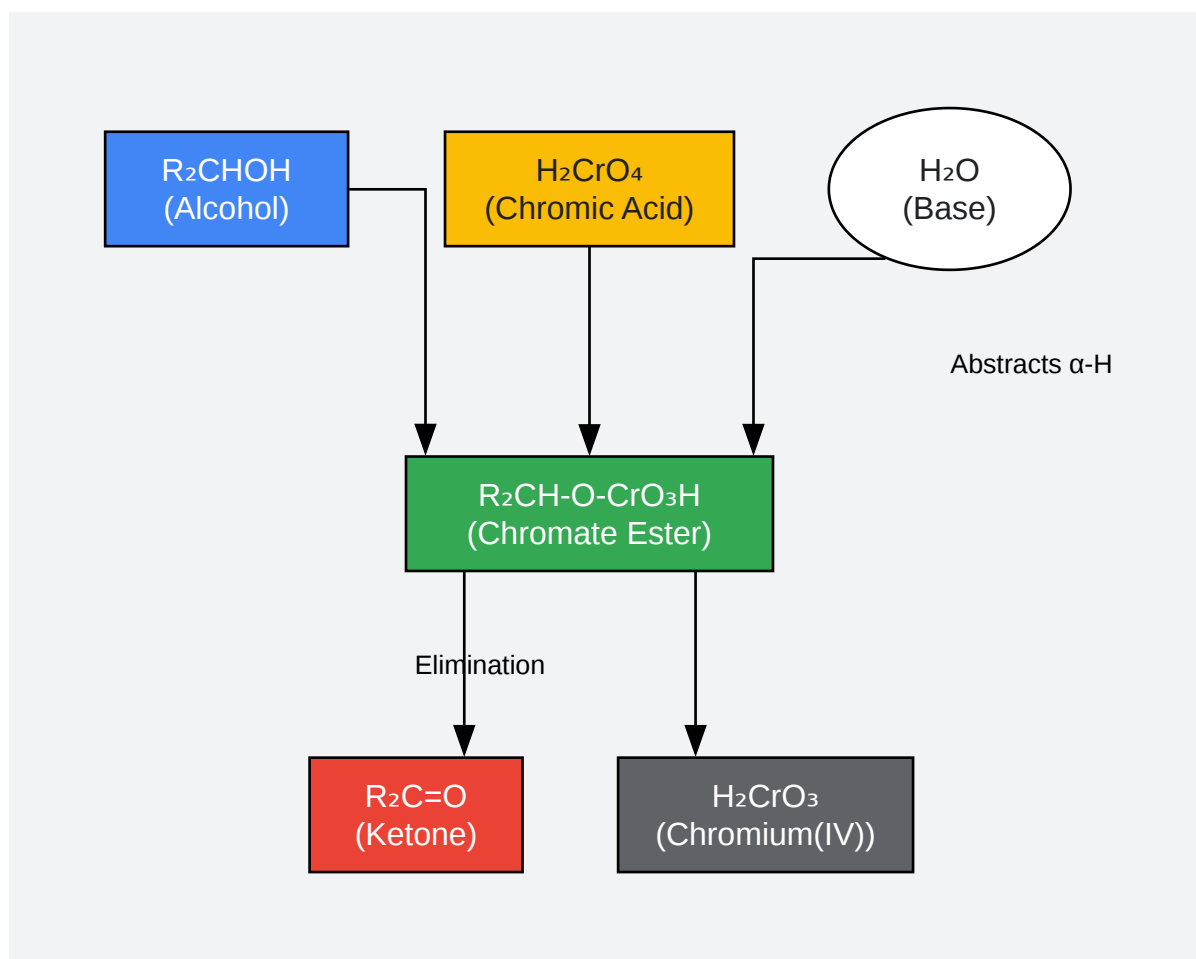 R₂CHOH
(Alcohol)
H₂CrO₄
(Chromic Acid)
H₂O
(Base)
Abstracts α-H
R₂CH-O-CrO₃H
(Chromate Ester)
Elimination
R₂C=O
(Ketone)
H₂CrO₃
(Chromium(IV))